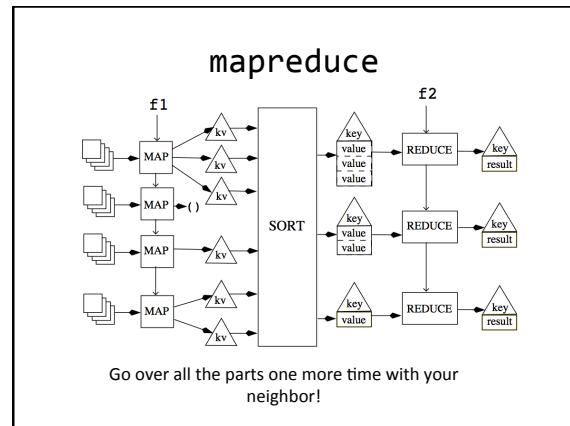 mapreduce
f1
f2
kv
key
MAP
kv
value
REDUCE
key
value
result
value
kv
MAP
()
SORT
key
MAP
kv
value
REDUCE
key
value
result
kv
key
MAP
value
REDUCE
key
kv
result
Go over all the parts one more time with your
neighbor!